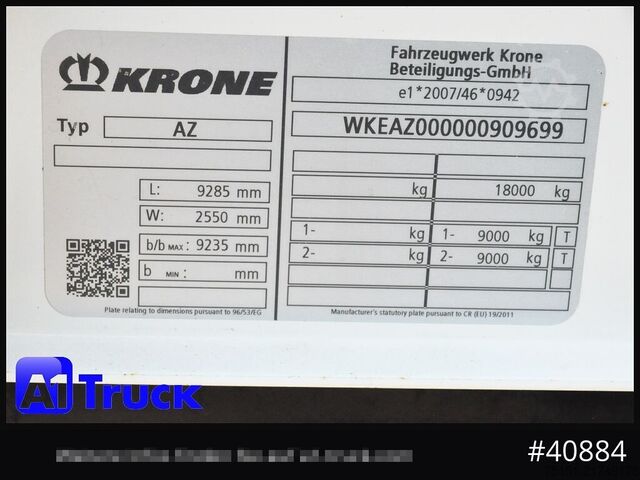 KRONE
Typ AZ
L: 9285 mm
W: 2550 mm
b/b MAX: 9235 mm
b MIN: mm
Plate relating to dimensions pursuant to 96/53/EG
Fahrzeugwerk Krone
Beteiligungs-GmbH
e1*2007/46*0942
WKEAZ000000909699
kg 18000 kg
1- kg 1- 9000 kg T
2- kg 2- 9000 kg T
Manufacturer's statutory plate pursuant to CR (EU) 19/2011
A1 Truck
#40884